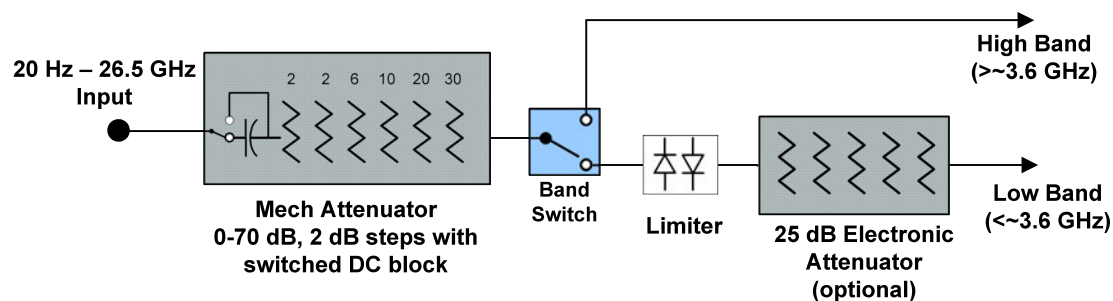 20 Hz – 26.5 GHz
Input
2 2 6 10 20 30
Mech Attenuator
0-70 dB, 2 dB steps with
switched DC block
Band
Switch
Limiter
25 dB Electronic
Attenuator
(optional)
High Band
(>~3.6 GHz)
Low Band
(<~3.6 GHz)